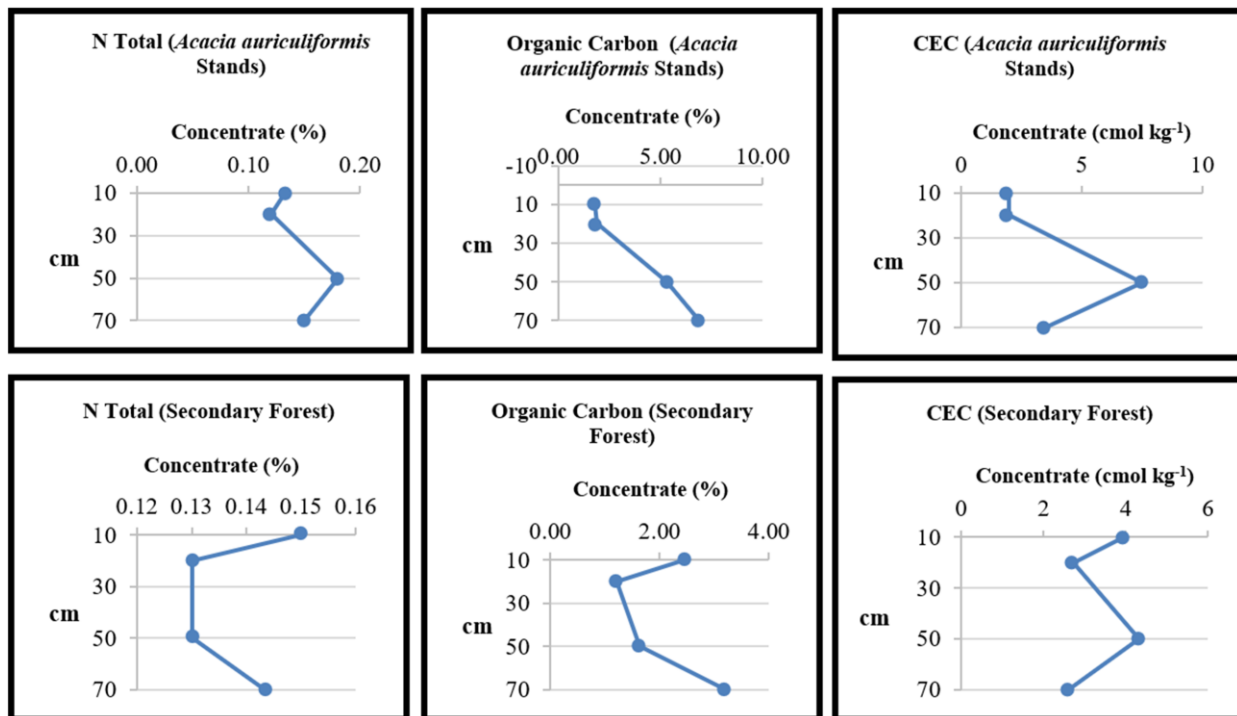 N Total (Acacia auriculiformis
Stands)
Concentrate (%)
0.00 0.10 0.20
10
30
cm
50
70
Organic Carbon (Acacia
auriculiformis Stands)
Concentrate (%)
0.00 5.00 10.00
-10
10
30
cm
50
70
CEC (Acacia auriculiformis
Stands)
Concentrate (cmol kg⁻¹)
0 5 10
10
30
cm
50
70
N Total (Secondary Forest)
Concentrate (%)
0.12 0.13 0.14 0.15 0.16
10
30
cm
50
70
Organic Carbon (Secondary
Forest)
Concentrate (%)
0.00 2.00 4.00
10
30
cm
50
70
CEC (Secondary Forest)
Concentrate (cmol kg⁻¹)
0 2 4 6
10
30
cm
50
70